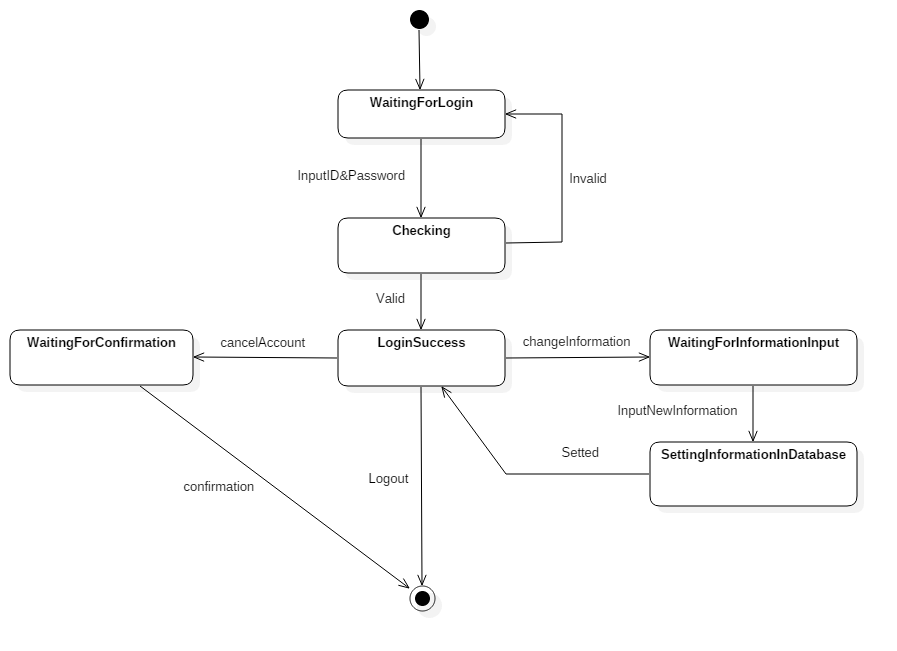 WaitingForLogin
InputID&Password
Invalid
Checking
Valid
WaitingForConfirmation
cancelAccount
LoginSuccess
changeInformation
WaitingForInformationInput
InputNewInformation
Setted
SettingInformationInDatabase
Logout
confirmation